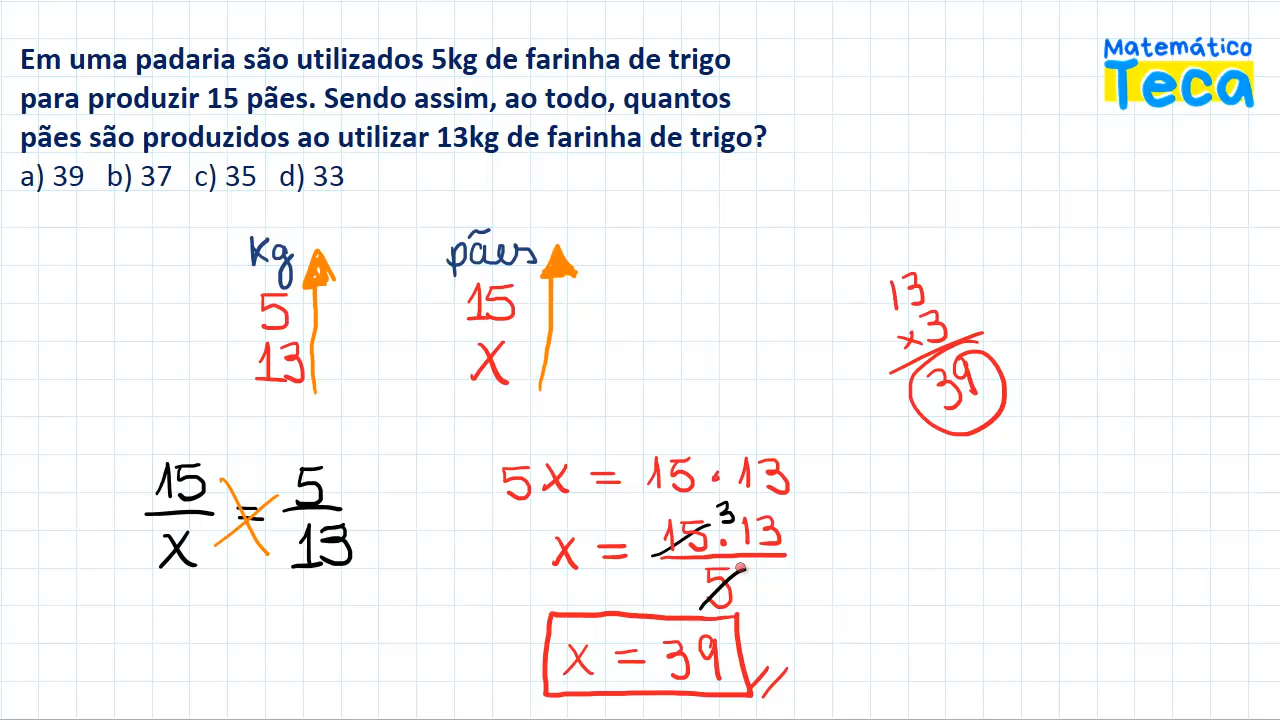 Em uma padaria são utilizados 5kg de farinha de trigo
para produzir 15 pães. Sendo assim, ao todo, quantos
pães são produzidos ao utilizar 13kg de farinha de trigo?
a) 39 b) 37 c) 35 d) 33
Matemático
Teca
kg pães
5 15
13 x
13
x3
39
15/x = 5/13
5x = 15 . 13
x = 15 . 13 / 5
3
x = 39